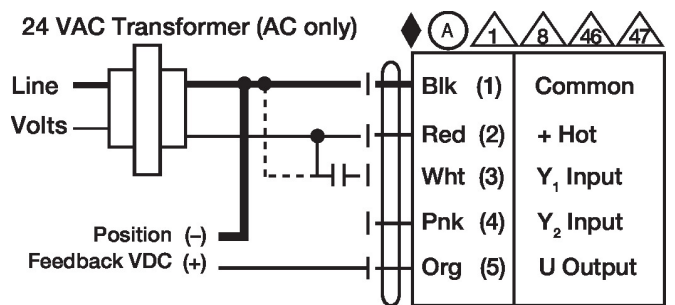 24 VAC Transformer (AC only)
A 1 8 46 47
Line
Volts
Blk (1) Common
Red (2) + Hot
Wht (3) Y₁ Input
Pnk (4) Y₂ Input
Org (5) U Output
Position (–)
Feedback VDC (+)